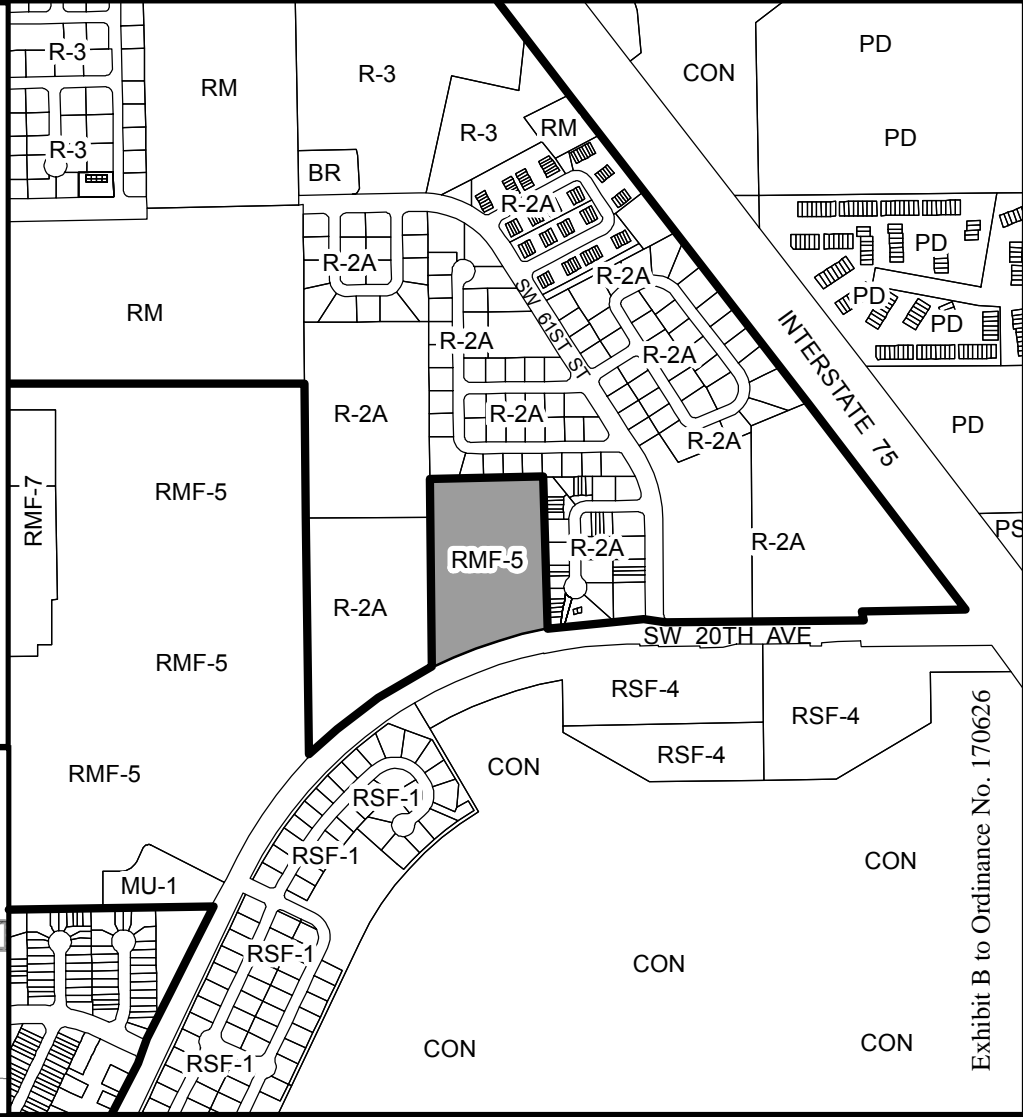 R-3
RM
R-3
CON
PD
R-3
R-3
RM
PD
BR
R-2A
PD
R-2A
R-2A
PD
PD
RM
SW 61ST ST
R-2A
R-2A
INTERSTATE 75
R-2A
R-2A
R-2A
PD
RMF-7
RMF-5
PS
RMF-5
R-2A
R-2A
R-2A
SW 20TH AVE
RMF-5
RSF-4
RSF-4
RSF-4
RMF-5
CON
RSF-1
RSF-1
MU-1
CON
RSF-1
CON
RSF-1
CON
CON
Exhibit B to Ordinance No. 170626